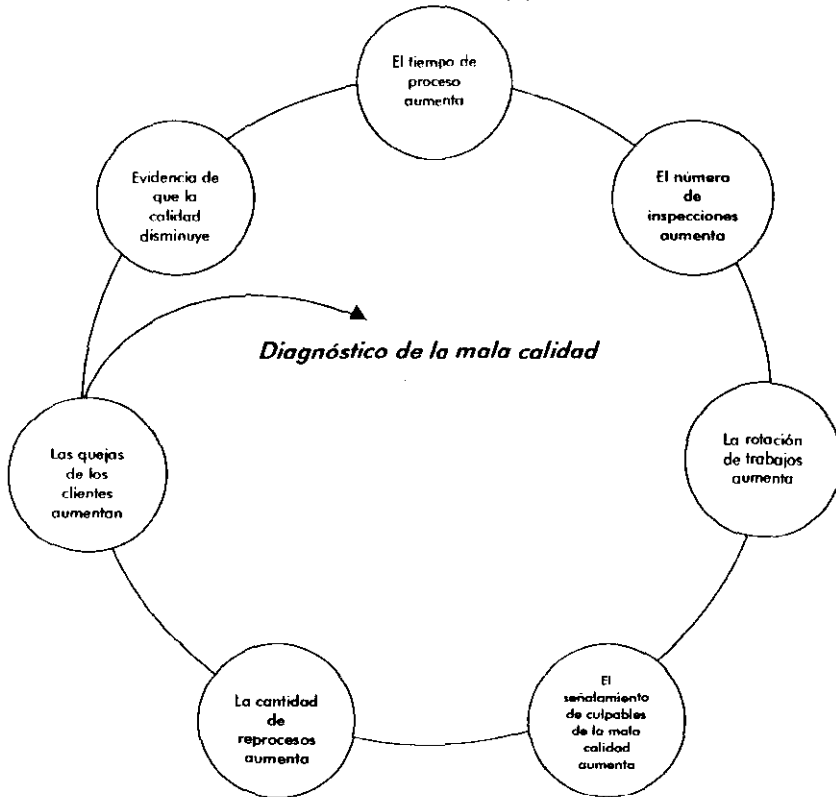 El tiempo de
proceso
aumenta
Evidencia de
que la
calidad
disminuye
El númera
de
inspecciones
aumenta
Diagnóstico de la mala calidad
Las quejas
de los
clientes
aumentan
La rotación
de trabajos
aumenta
La cantidad
de
reprocesos
aumenta
El
señalamiento
de culpables
de la mala
calidad
aumenta